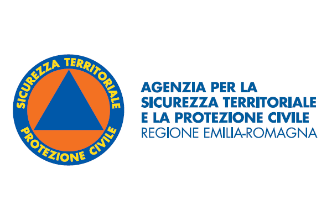 SICUREZZA TERRITORIALE
PROTEZIONE CIVILE
AGENZIA PER LA
SICUREZZA TERRITORIALE
E LA PROTEZIONE CIVILE
REGIONE EMILIA-ROMAGNA